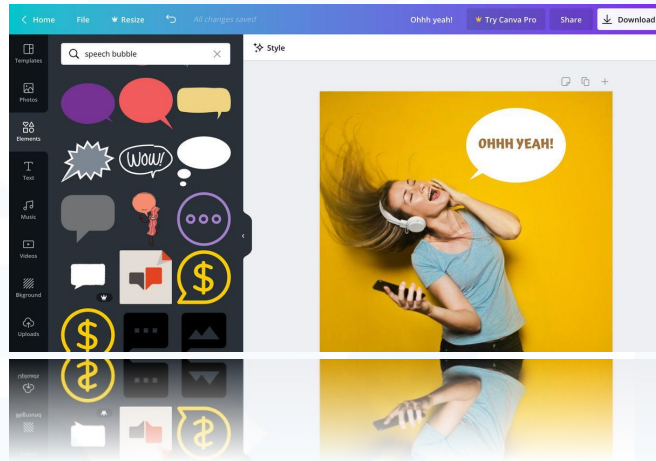 Home File Resize All changes saved Ohhh yeah! Try Canva Pro Share Download
Templates
Photos
Elements
Text
Music
Videos
Bkground
Uploads
speech bubble
Wow!
Style
OHHH YEAH!